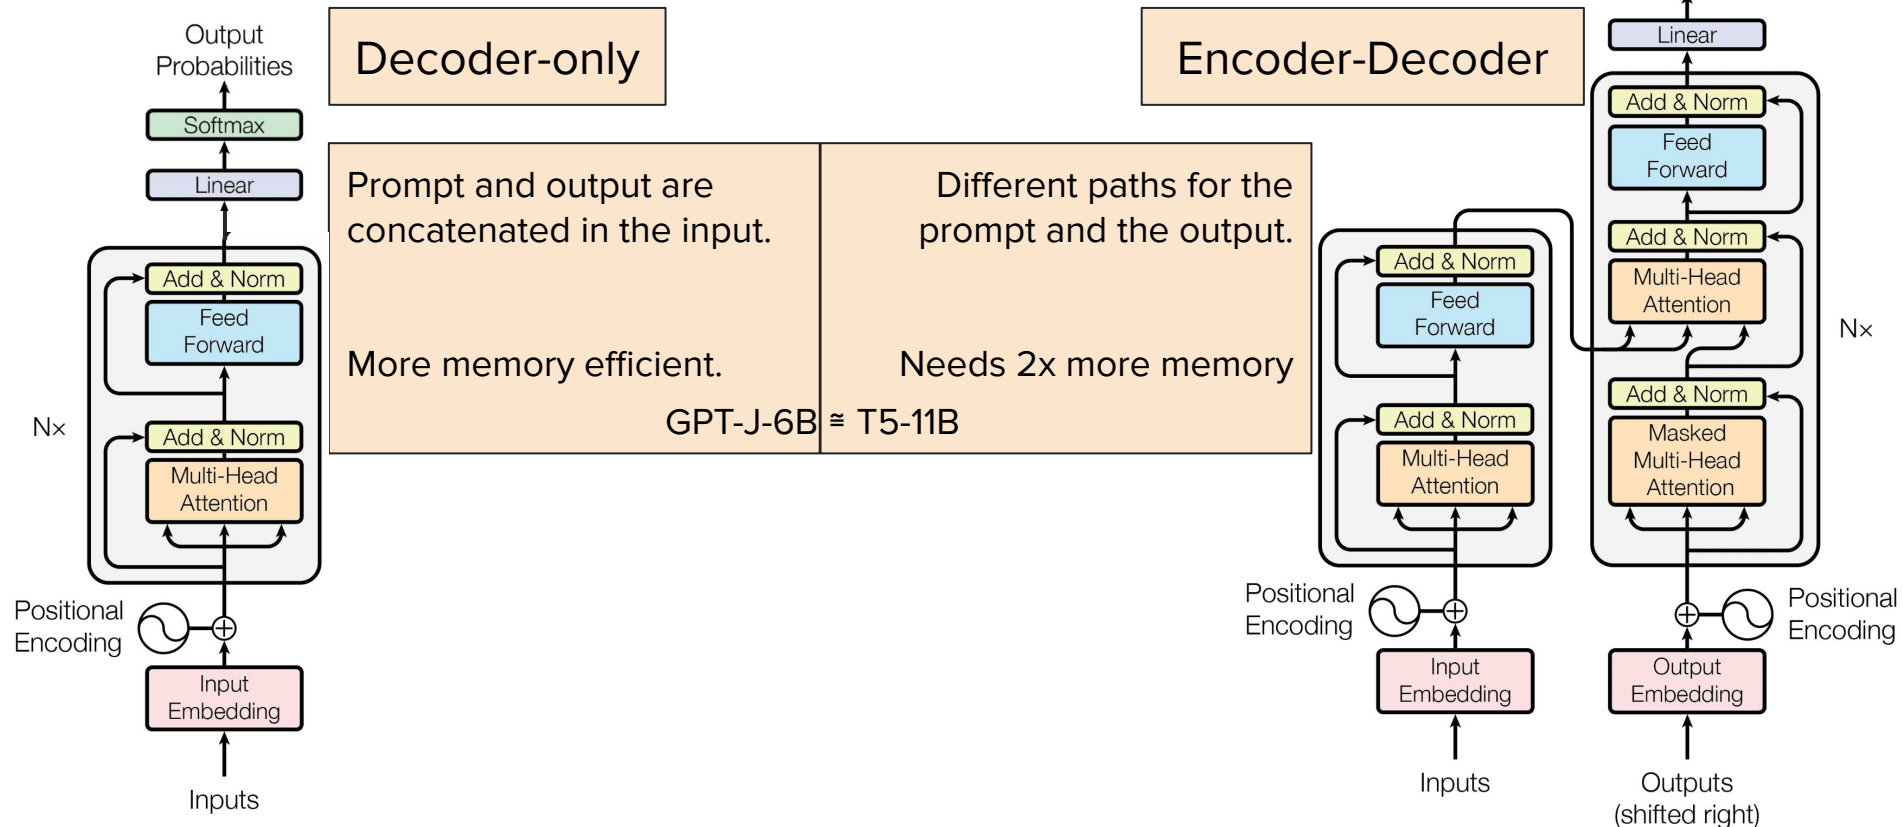 Output
Probabilities
Softmax
Linear
Add & Norm
Feed
Forward
Nx
Add & Norm
Multi-Head
Attention
Positional
Encoding
Input
Embedding
Inputs
Decoder-only
Encoder-Decoder
Prompt and output are
concatenated in the input.
More memory efficient.
Different paths for the
prompt and the output.
Needs 2x more memory
GPT-J-6B ≅ T5-11B
Add & Norm
Feed
Forward
Add & Norm
Multi-Head
Attention
Positional
Encoding
Input
Embedding
Inputs
Linear
Add & Norm
Feed
Forward
Add & Norm
Multi-Head
Attention
Nx
Add & Norm
Masked
Multi-Head
Attention
Positional
Encoding
Output
Embedding
Outputs
(shifted right)